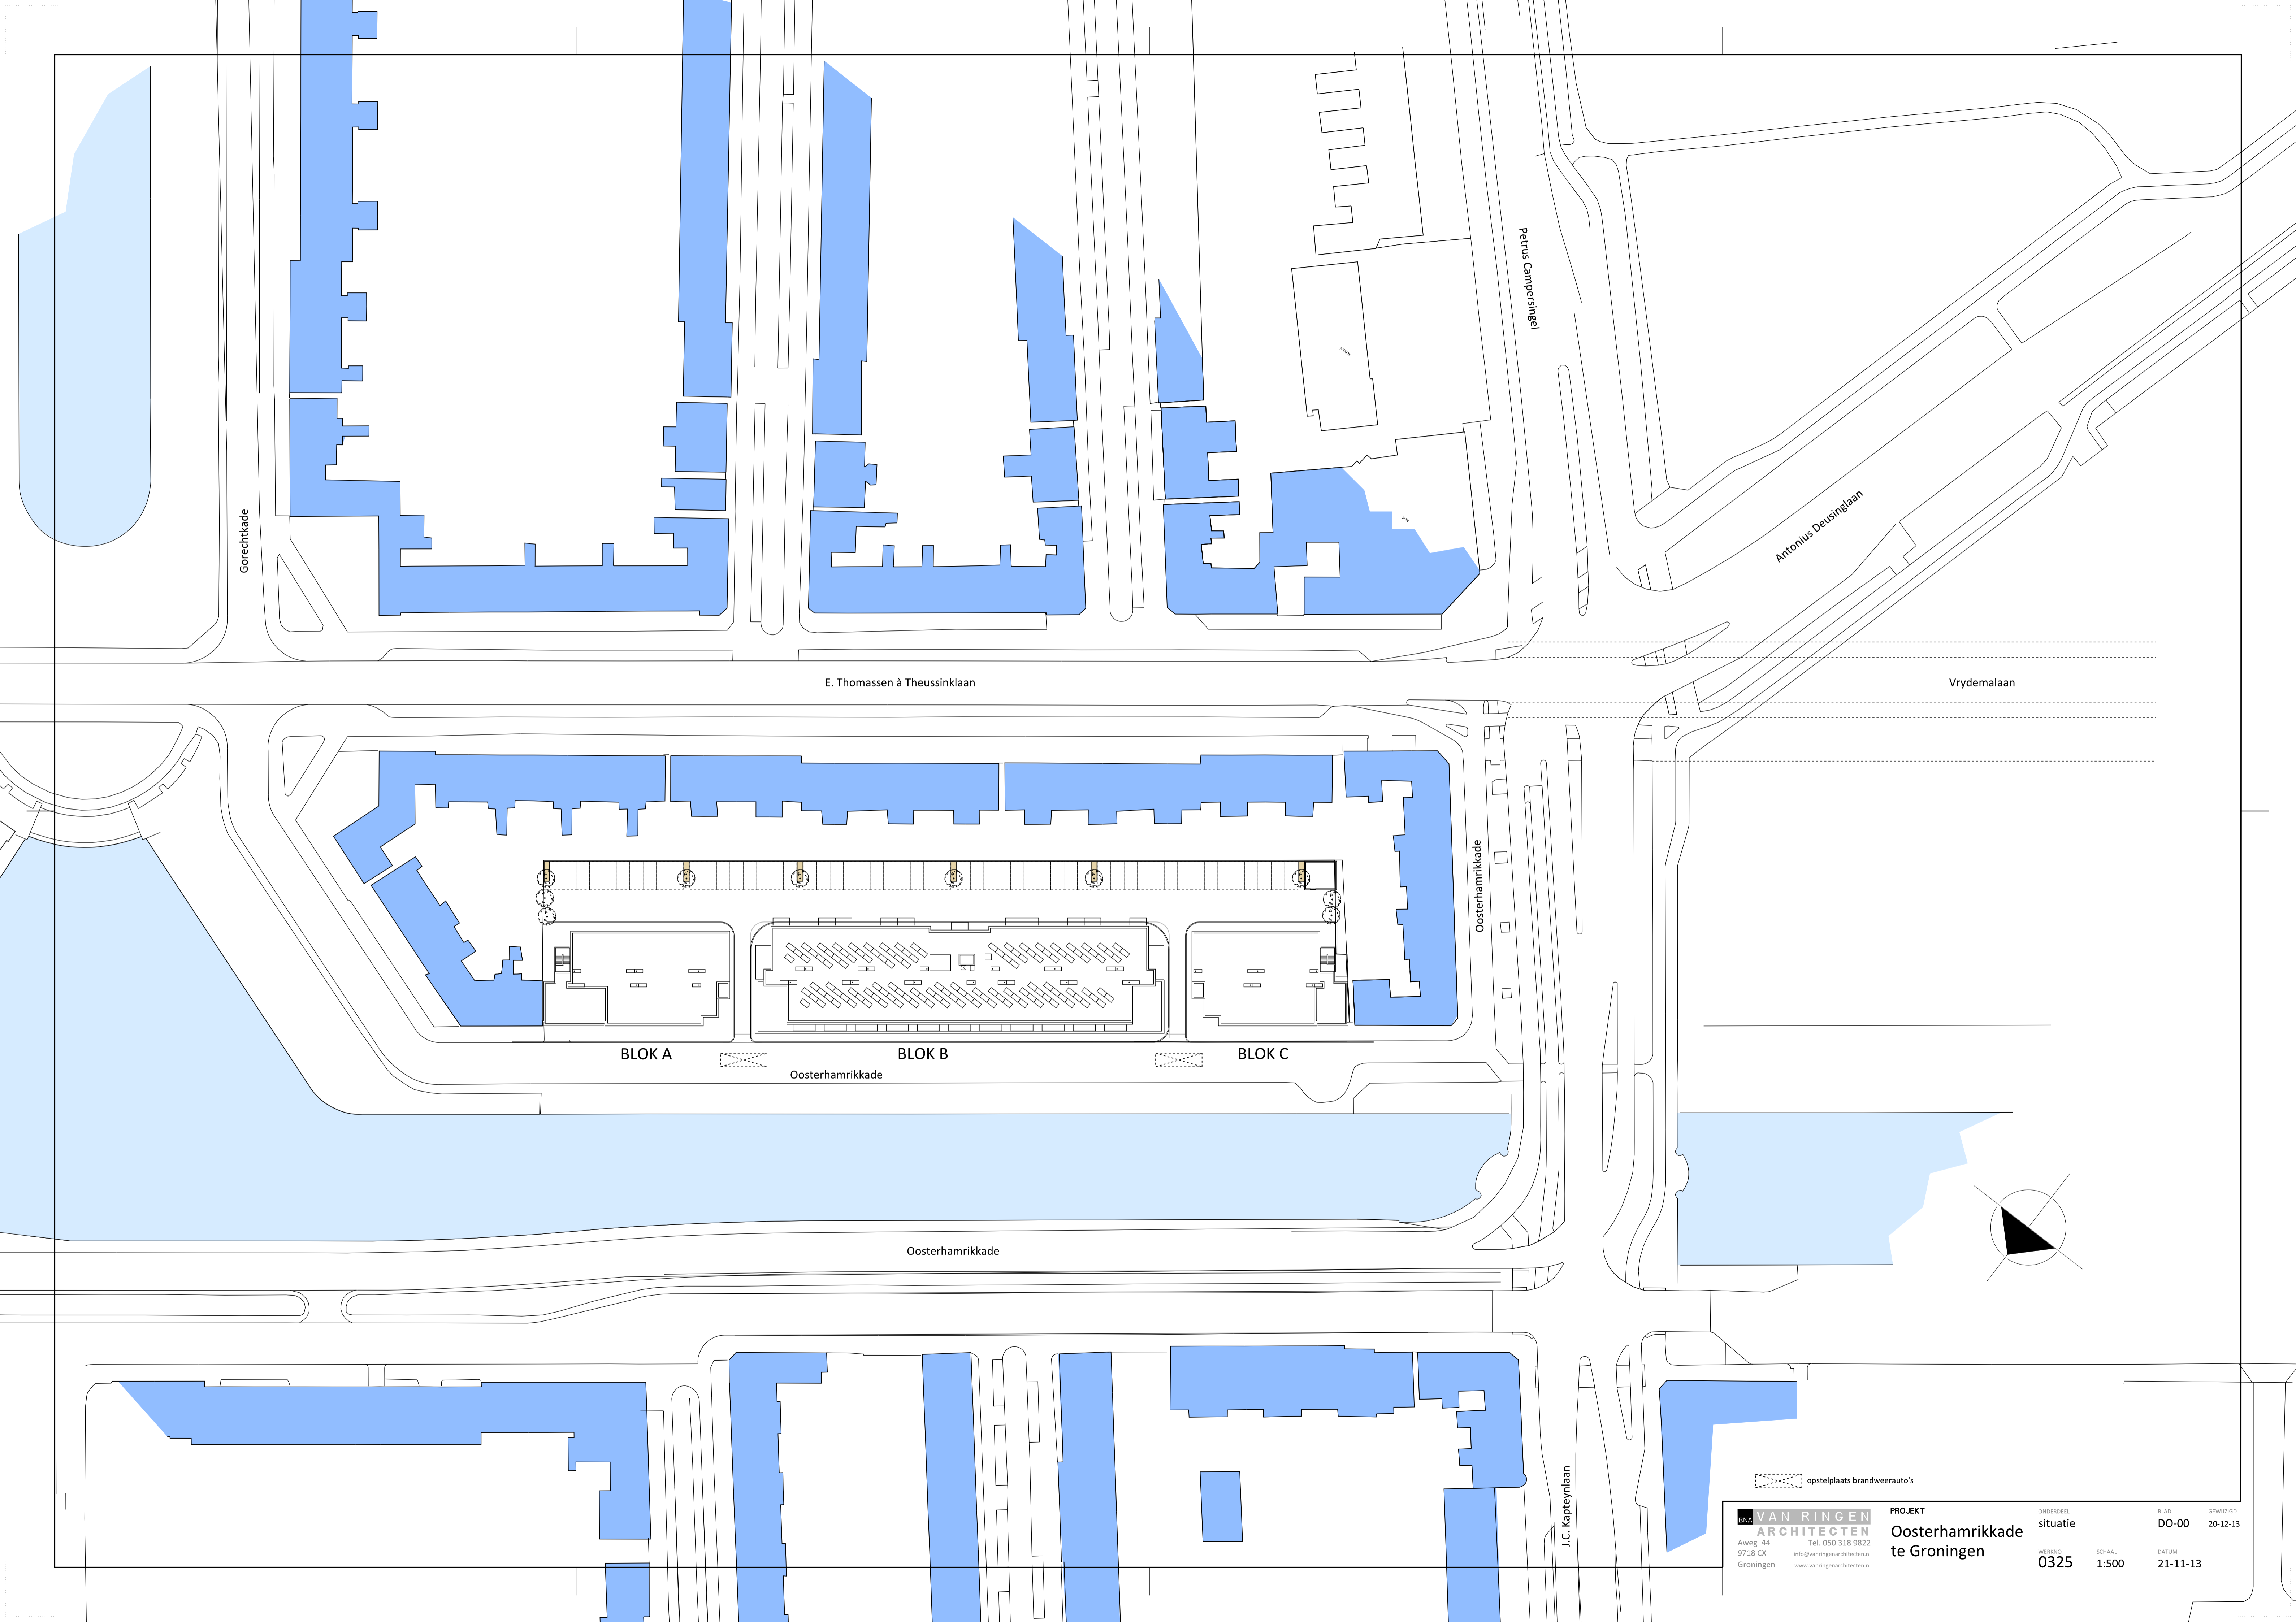 Petrus Campersingel
Gorechtkade
Antonius Deusinglaan
E. Thomassen à Theussinklaan
Vrydemalaan
Oosterhamrikkade
BLOK A
BLOK B
BLOK C
Oosterhamrikkade
Oosterhamrikkade
J.C. Kapteynlaan
opstelplaats brandweerauto's
BNA VAN RINGEN
ARCHITECTEN
Aweg 44
Tel. 050 318 9822
9718 CX
info@vanringenarchitecten.nl
Groningen
www.vanringenarchitecten.nl
PROJEKT
Oosterhamrikkade
te Groningen
ONDERDEEL
situatie
BLAD
DO-00
GEWIJZIGD
20-12-13
WERKNO
0325
SCHAAL
1:500
DATUM
21-11-13